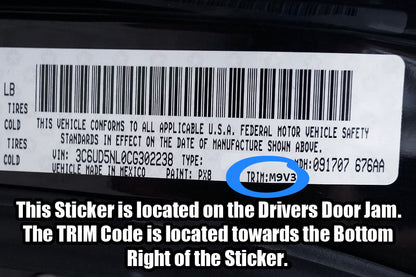 LB
TIRES
COLD
TIRES
COLD
THIS VEHICLE CONFORMS TO ALL APPLICABLE U.S.A. FEDERAL MOTOR VEHICLE SAFETY
STANDARDS IN EFFECT ON THE DATE OF MANUFACTURE SHOWN ABOVE.
VIN: 3C6UD5NL0CG302238 TYPE: MDH:091707 676AA
VEHICLE MADE IN MEXICO PAINT: PX8 TRIM:M9V3
This Sticker is located on the Drivers Door Jam.
The TRIM Code is located towards the Bottom
Right of the Sticker.